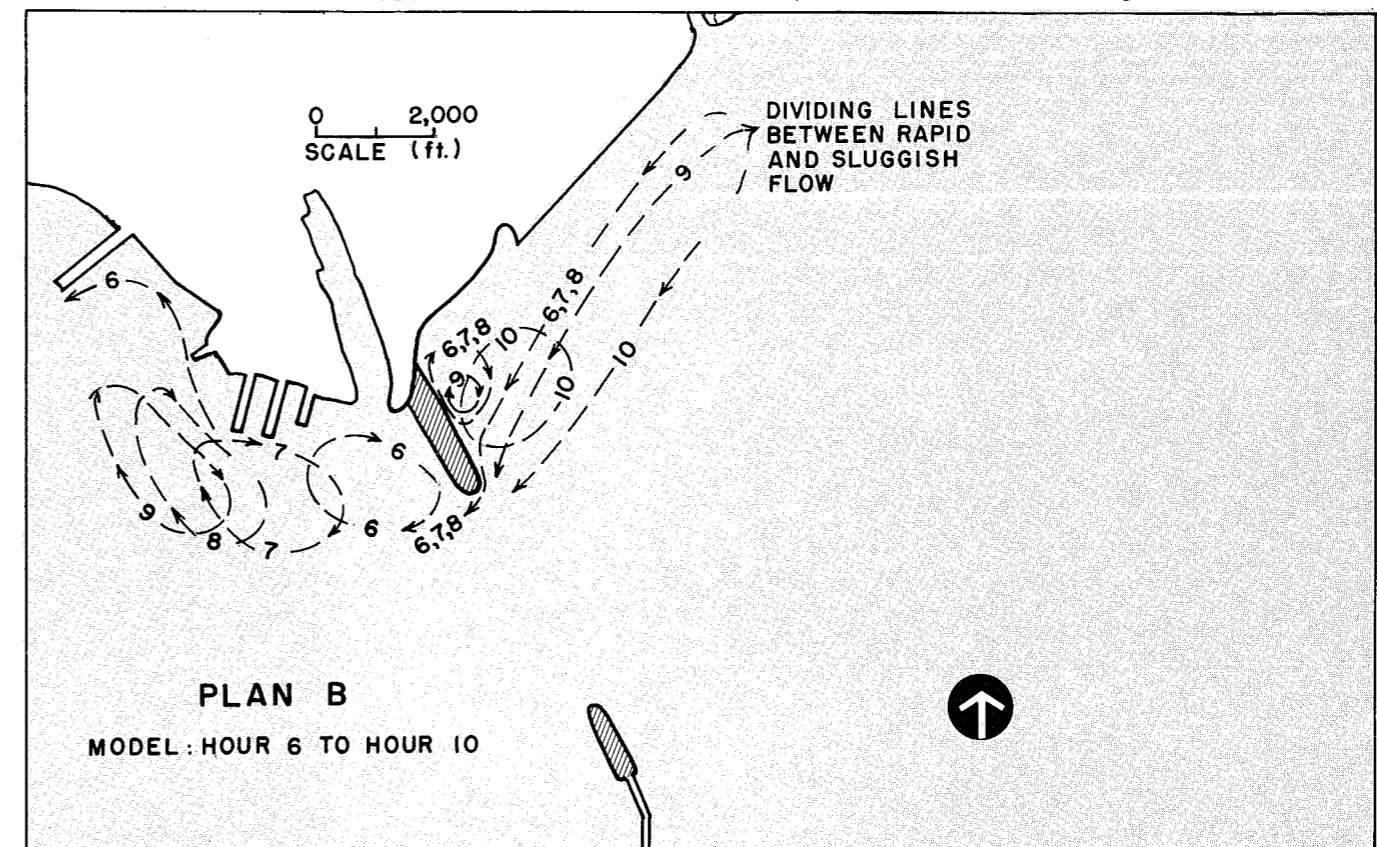 0 2,000
SCALE (ft.)
DIVIDING LINES
BETWEEN RAPID
AND SLUGGISH
FLOW
9
6
6,7,8
6,7,8
10
10
9
10
7
6
9
8
7
6
6,7,8
PLAN B
MODEL: HOUR 6 TO HOUR 10